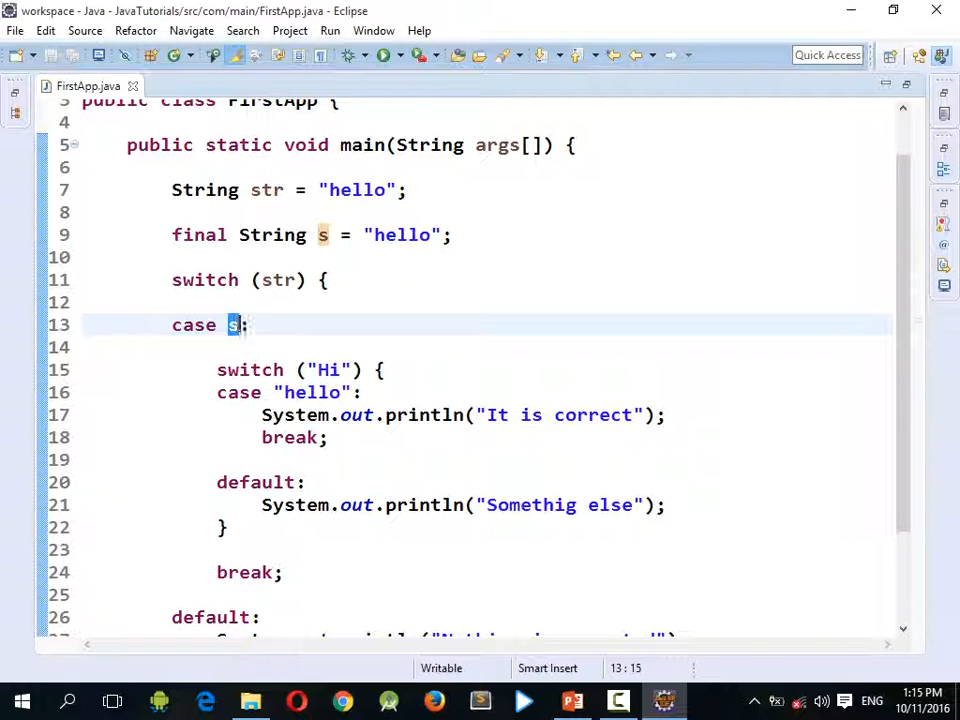 workspace - Java - JavaTutorials/src/com/main/FirstApp.java - Eclipse
File Edit Source Refactor Navigate Search Project Run Window Help
Quick Access
FirstApp.java
3 public class FirstApp {
4
5 public static void main(String args[]) {
6
7 String str = "hello";
8
9 final String s = "hello";
10
11 switch (str) {
12
13 case s:
14
15 switch ("Hi") {
16 case "hello":
17 System.out.println("It is correct");
18 break;
19
20 default:
21 System.out.println("Somethig else");
22 }
23
24 break;
25
26 default:
Writable Smart Insert 13 : 15
ENG
1:15 PM
10/11/2016